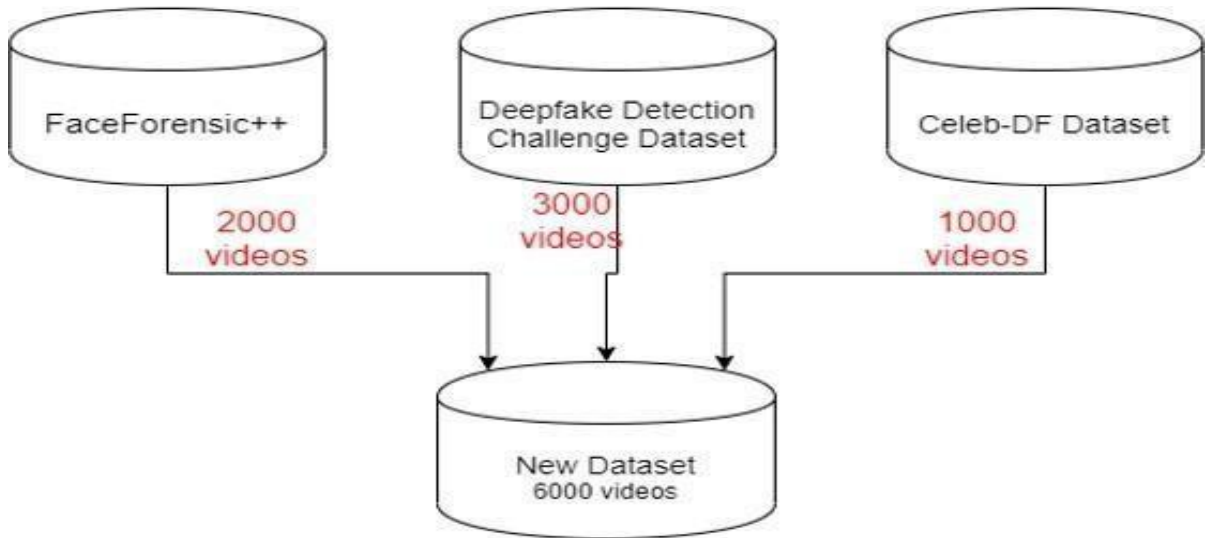 FaceForensic++
Deepfake Detection
Challenge Dataset
Celeb-DF Dataset
2000
videos
3000
videos
1000
videos
New Dataset
6000 videos